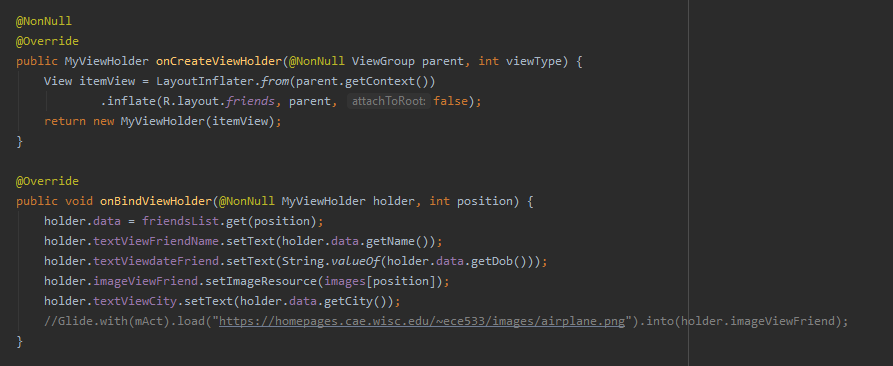 @NonNull
@Override
public MyViewHolder onCreateViewHolder(@NonNull ViewGroup parent, int viewType) {
    View itemView = LayoutInflater.from(parent.getContext())
            .inflate(R.layout.friends, parent, attachToRoot: false);
    return new MyViewHolder(itemView);
}

@Override
public void onBindViewHolder(@NonNull MyViewHolder holder, int position) {
    holder.data = friendsList.get(position);
    holder.textViewFriendName.setText(holder.data.getName());
    holder.textViewdateFriend.setText(String.valueOf(holder.data.getDob()));
    holder.imageViewFriend.setImageResource(images[position]);
    holder.textViewCity.setText(holder.data.getCity());
    //Glide.with(mAct).load("https://homepages.cae.wisc.edu/~ece533/images/airplane.png").into(holder.imageViewFriend);
}